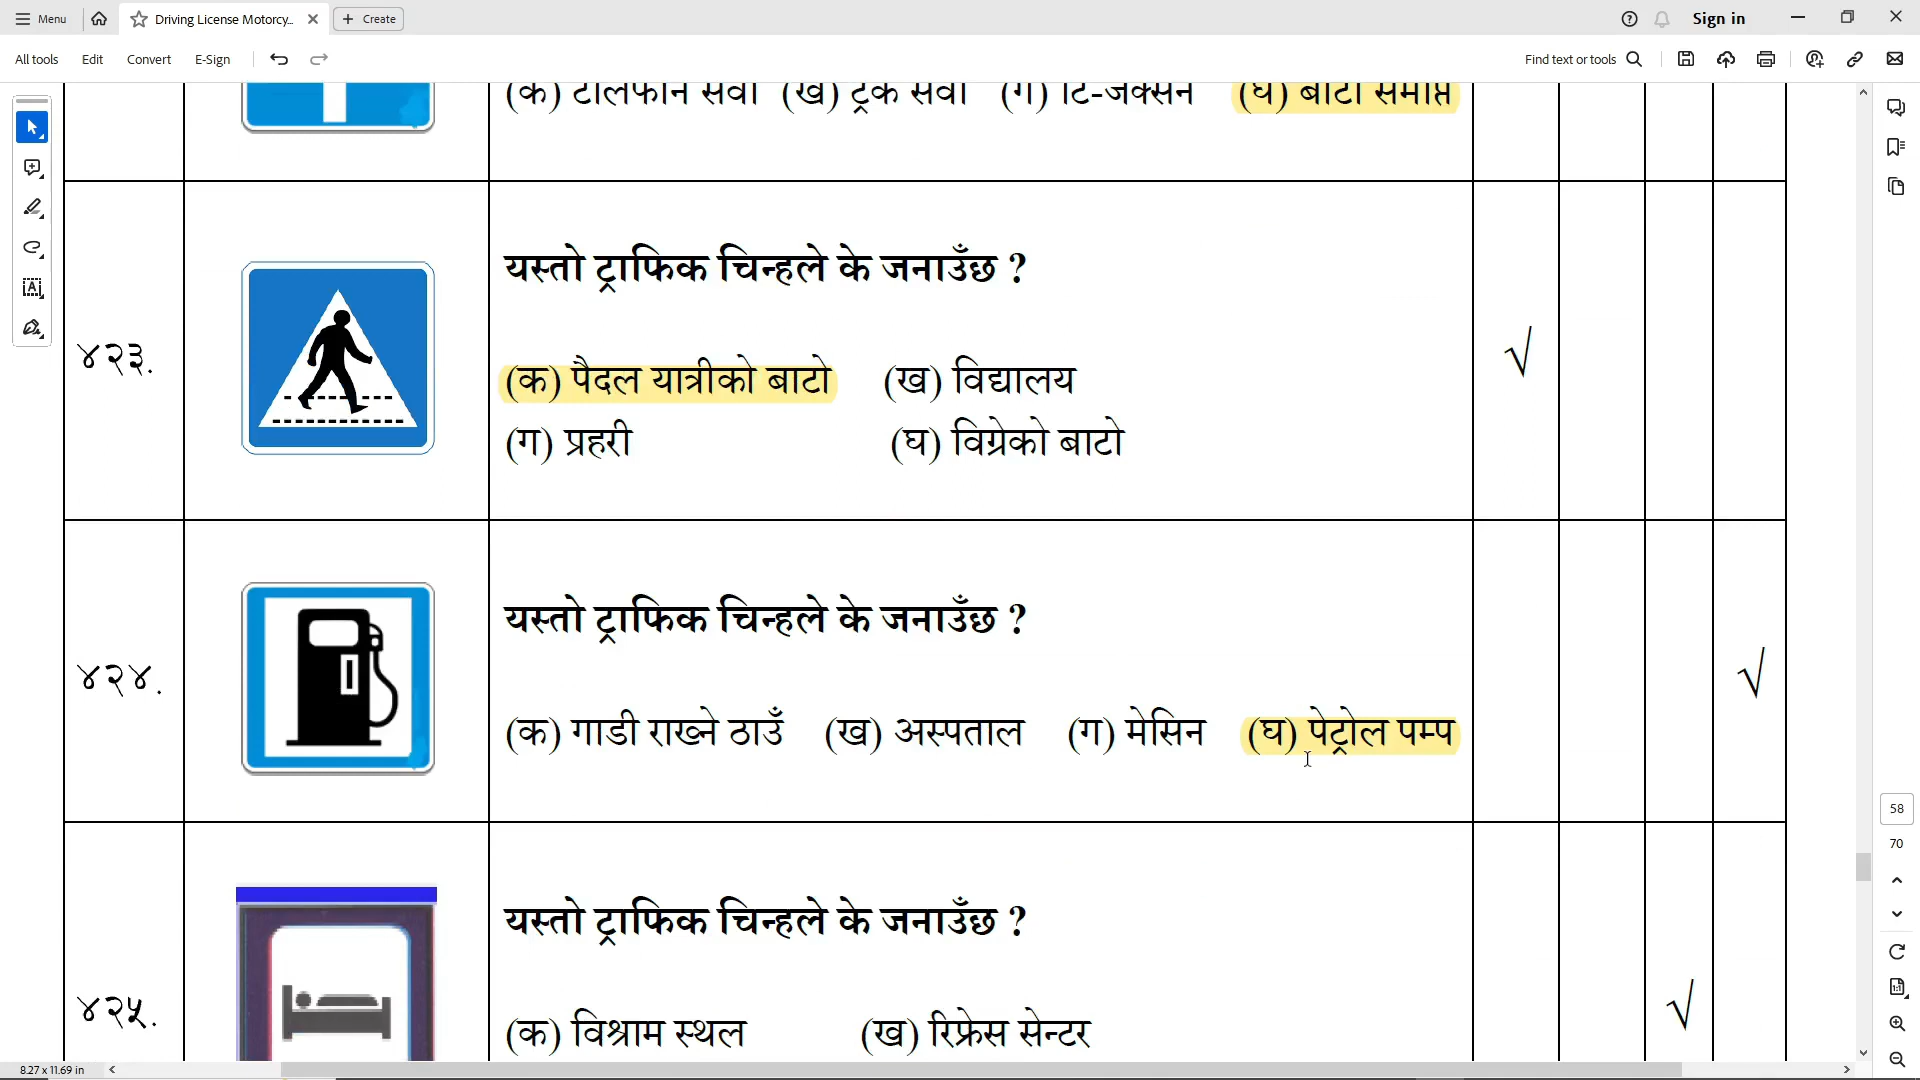 Menu
Driving License Motorcy...
Create
Sign in
All tools
Edit
Convert
E-Sign
Find text or tools
(क) टेलिफोन सेवा (ख) ट्रक सेवा (ग) टि-जंक्सन (घ) बाटो समाप्त
४२३.
यस्तो ट्राफिक चिन्हले के जनाउँछ ?
(क) पैदल यात्रीको बाटो (ख) विद्यालय
(ग) प्रहरी (घ) विग्रेको बाटो
√
४२४.
यस्तो ट्राफिक चिन्हले के जनाउँछ ?
(क) गाडी राख्ने ठाउँ (ख) अस्पताल (ग) मेसिन (घ) पेट्रोल पम्प
√
४२५.
यस्तो ट्राफिक चिन्हले के जनाउँछ ?
(क) विश्राम स्थल (ख) रिफ्रेस सेन्टर
√
58
70
8.27 x 11.69 in